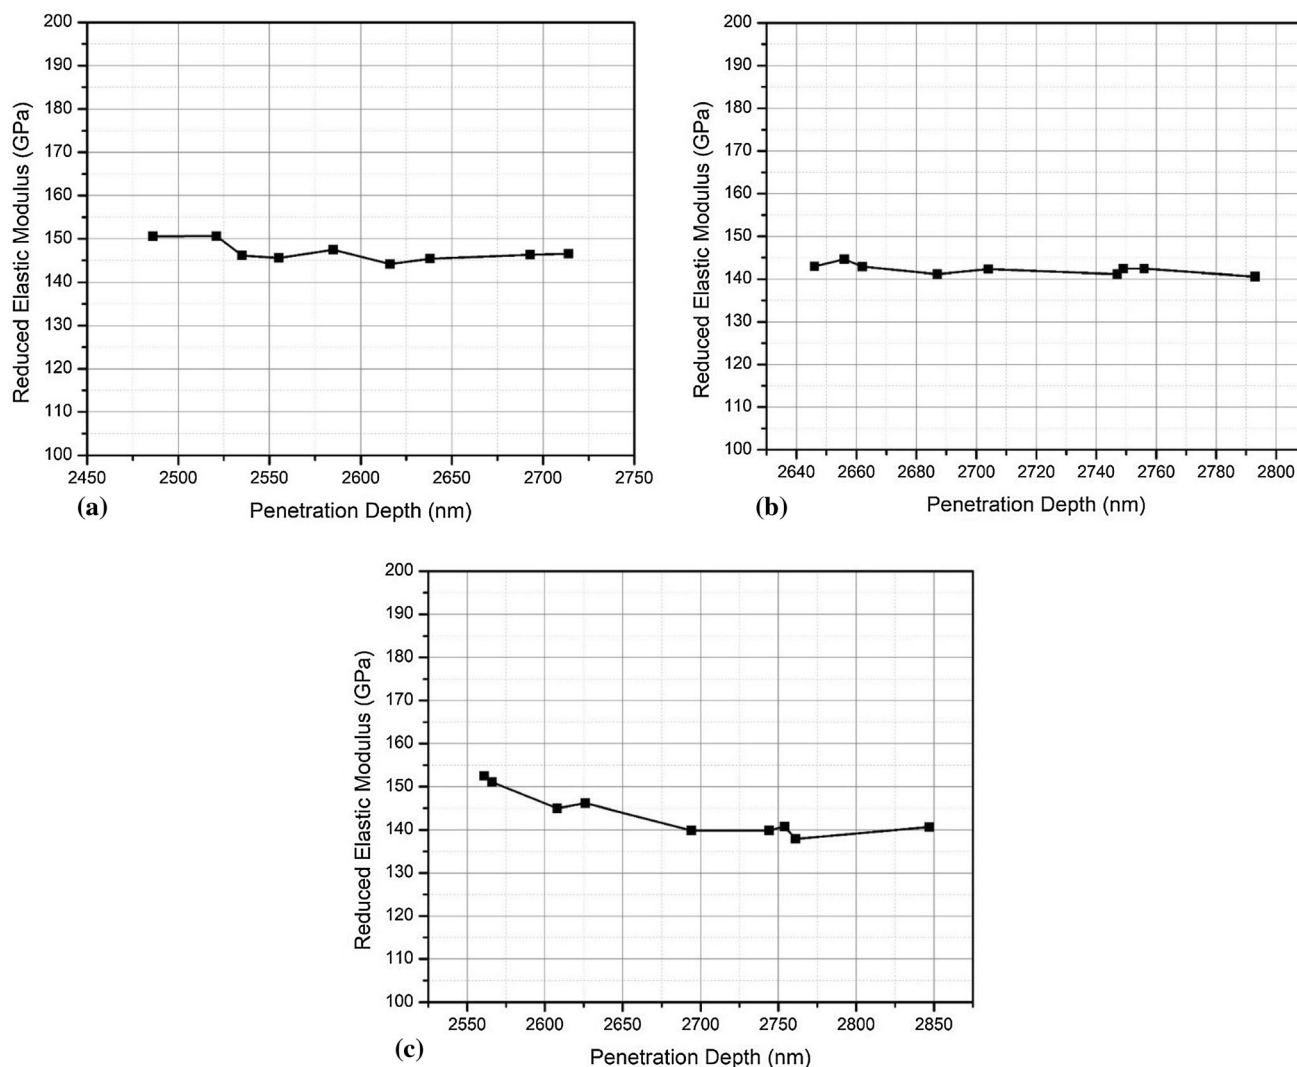 200
190
180
170
160
150
140
130
120
110
100
Reduced Elastic Modulus (GPa)
2450 2500 2550 2600 2650 2700 2750
Penetration Depth (nm)
(a)
200
190
180
170
160
150
140
130
120
110
100
Reduced Elastic Modulus (GPa)
2640 2660 2680 2700 2720 2740 2760 2780 2800
Penetration Depth (nm)
(b)
200
190
180
170
160
150
140
130
120
110
100
Reduced Elastic Modulus (GPa)
2550 2600 2650 2700 2750 2800 2850
Penetration Depth (nm)
(c)